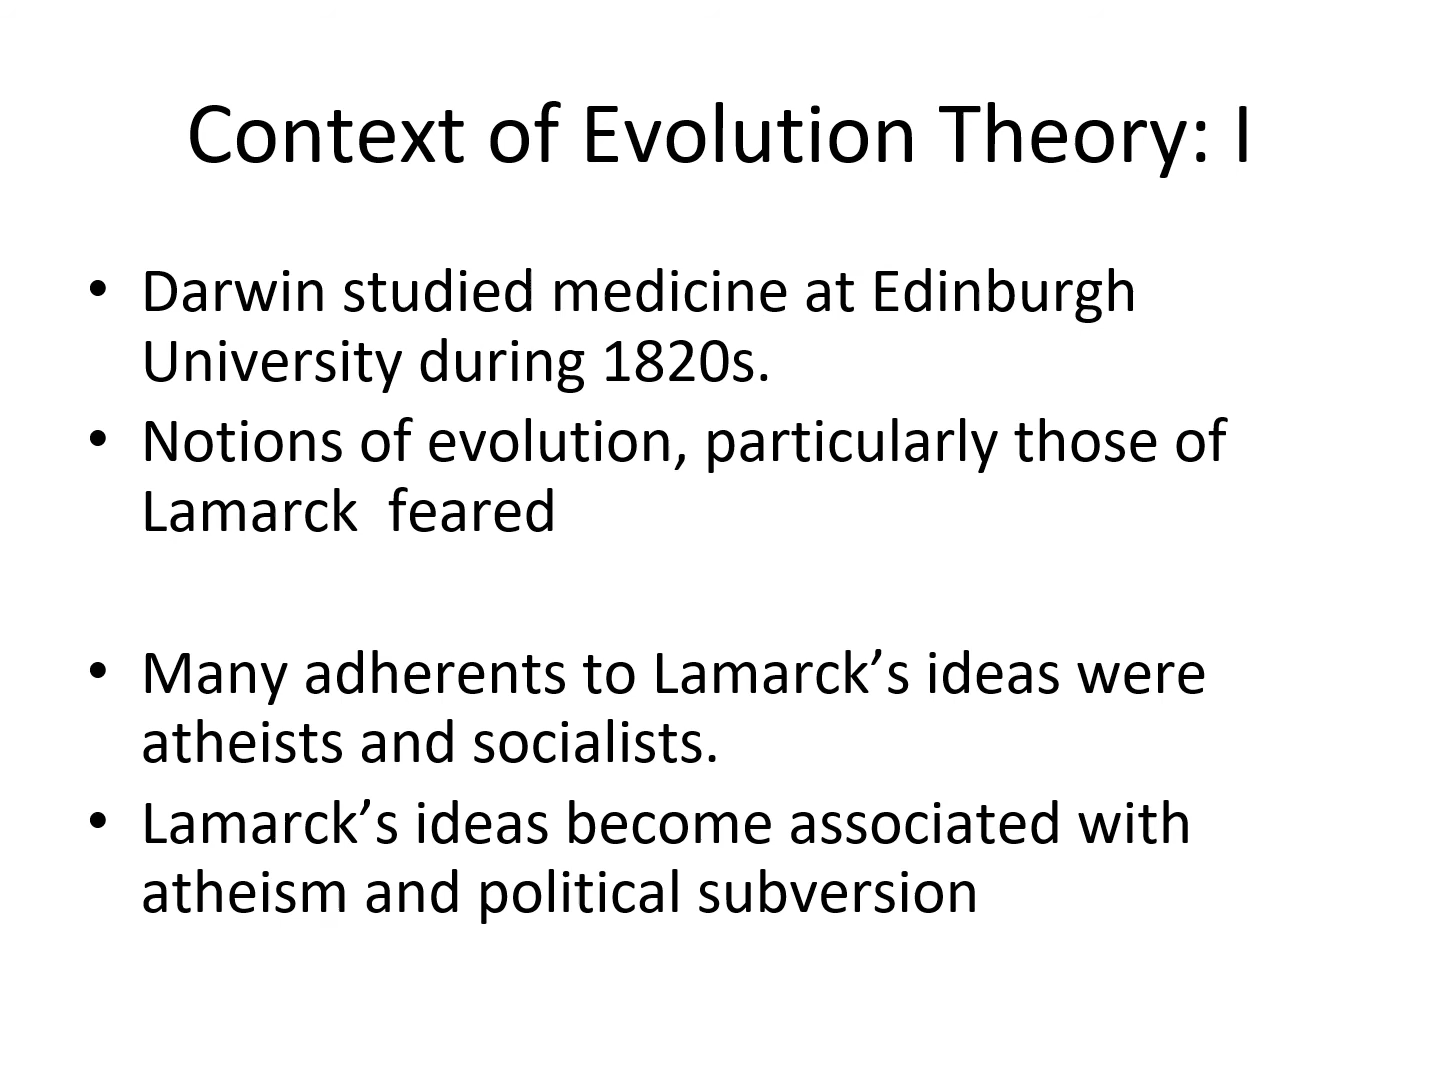 Context of Evolution Theory: I
• Darwin studied medicine at Edinburgh
University during 1820s.
• Notions of evolution, particularly those of
Lamarck  feared
• Many adherents to Lamarck’s ideas were
atheists and socialists.
• Lamarck’s ideas become associated with
atheism and political subversion